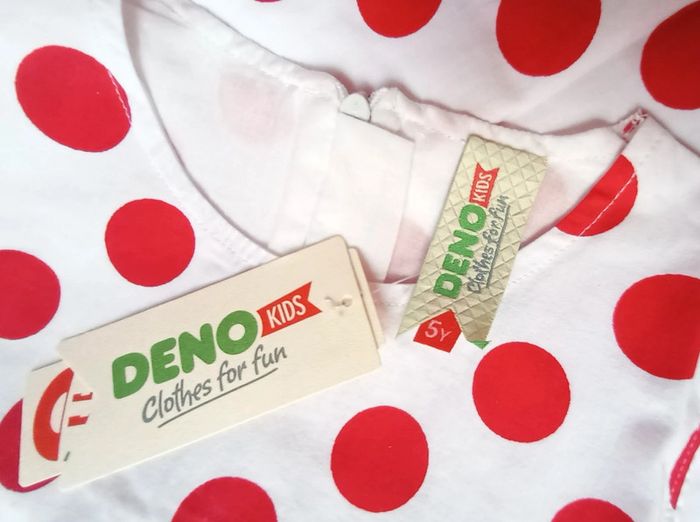 DENO KIDS
Clothes for fun
DENO KIDS
Clothes for fun
5Y